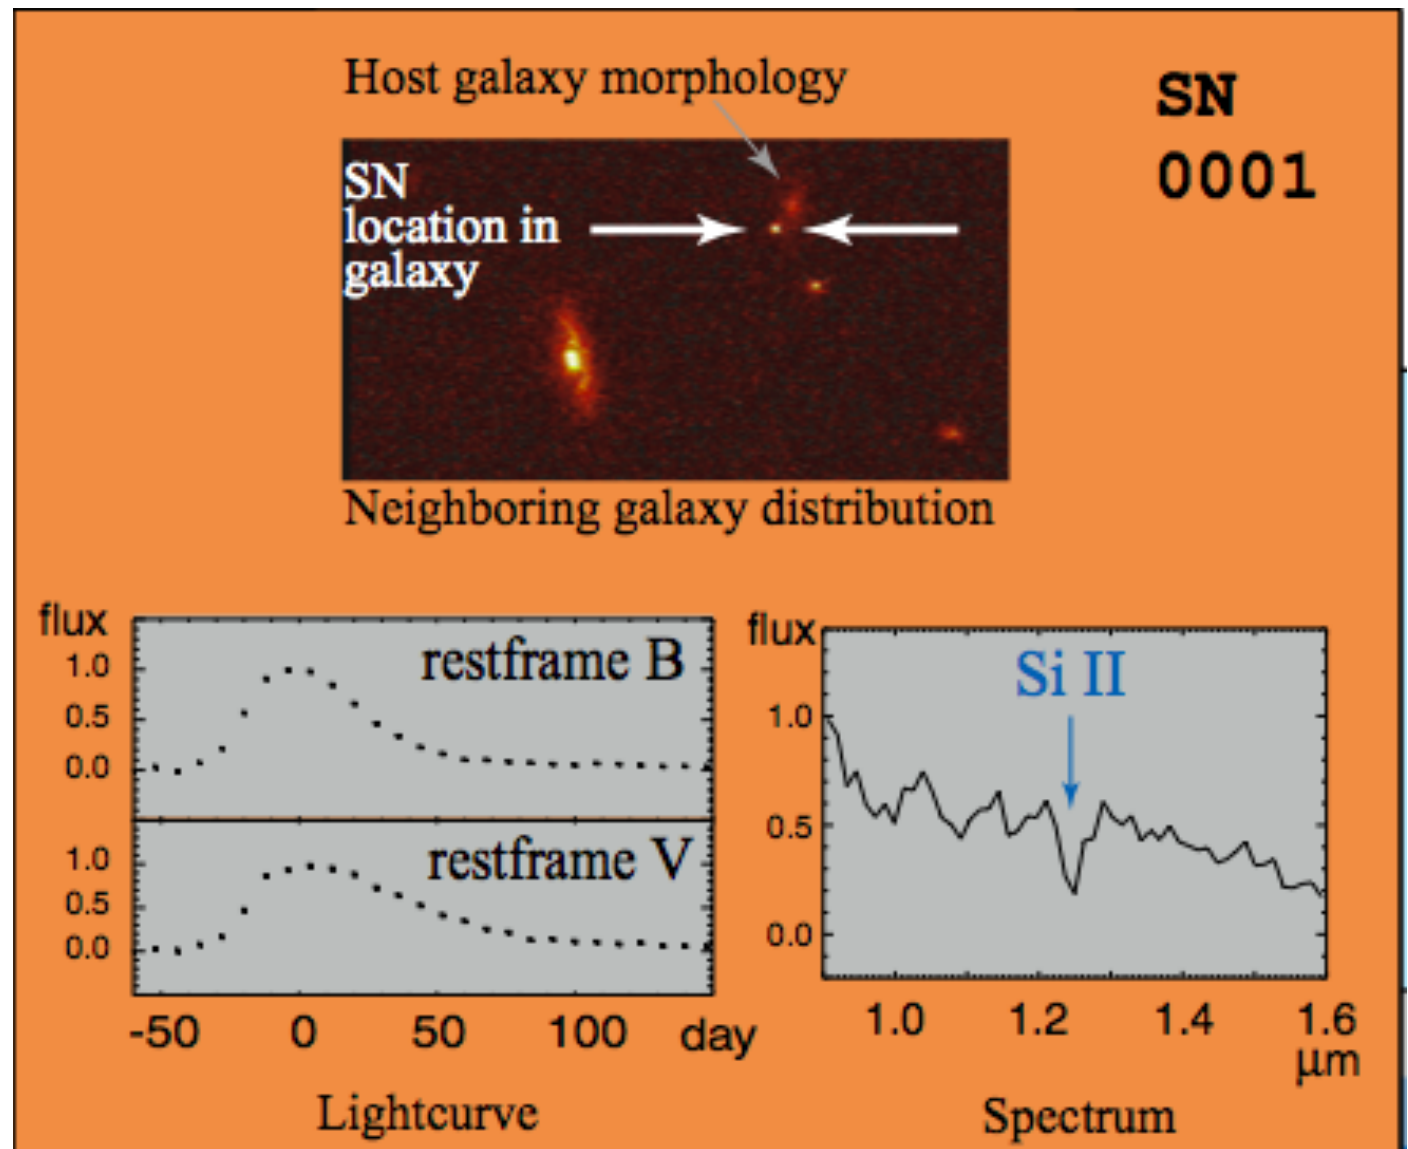 Host galaxy morphology
SN
0001
SN
location in
galaxy
Neighboring galaxy distribution
flux
restframe B
1.0
0.5
0.0
restframe V
1.0
0.5
0.0
-50 0 50 100 day
Lightcurve
flux
Si II
1.0
0.5
0.0
1.0 1.2 1.4 1.6
μm
Spectrum